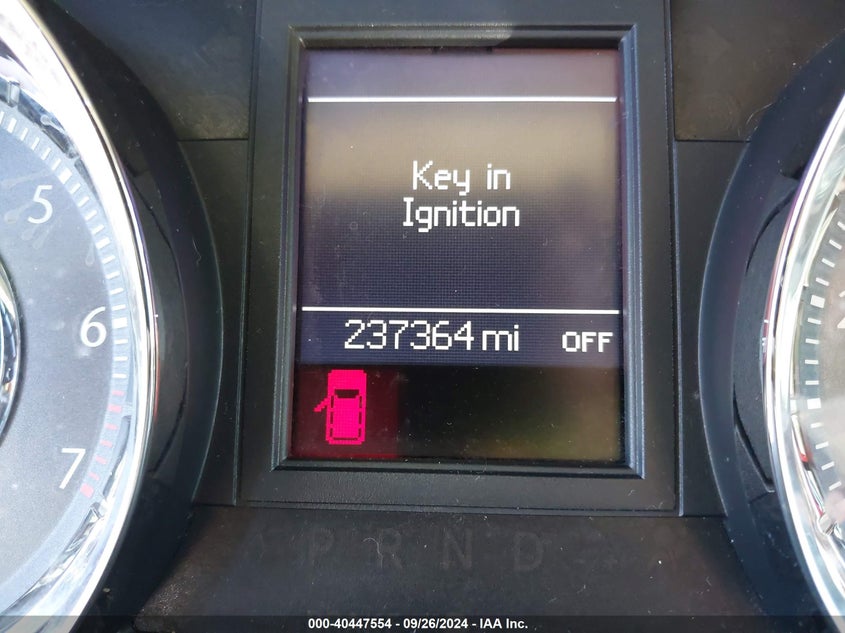 Key in
Ignition
237364 mi OFF
5
6
7
P R N D
000-40447554 - 09/26/2024 - IAA Inc.